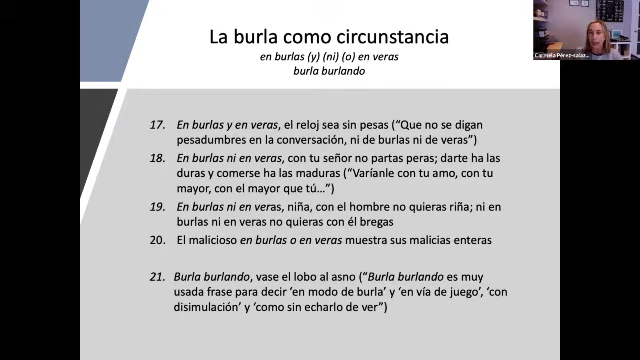 La burla como circunstancia
en burlas (y) (ni) (o) en veras
burla burlando
17. En burlas y en veras, el reloj sea sin pesas (“Que no se digan
pesadumbres en la conversación, ni de burlas ni de veras”)
18. En burlas ni en veras, con tu señor no partas peras; darte ha las
duras y comerse ha las maduras (“Varíanle con tu amo, con tu
mayor, con el mayor que tú…”)
19. En burlas ni en veras, niña, con el hombre no quieras riña; ni en
burlas ni en veras no quieras con él bregas
20. El malicioso en burlas o en veras muestra sus malicias enteras
21. Burla burlando, vase el lobo al asno (“Burla burlando es muy
usada frase para decir ‘en modo de burla’ y ‘en vía de juego’, ‘con
disimulación’ y ‘como sin echarlo de ver”)
Carmela Pérez-salaz...